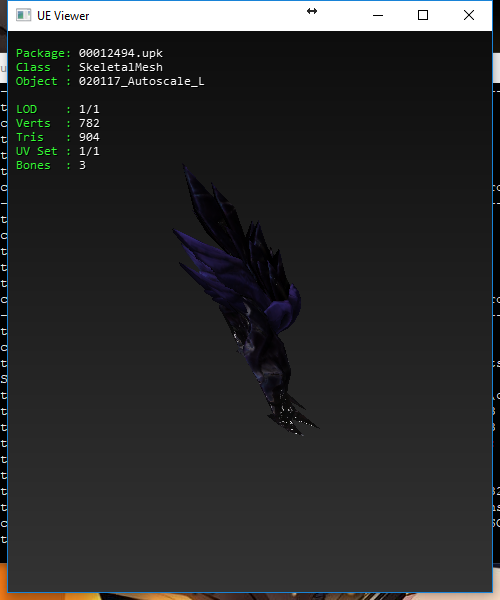 UE Viewer
Package: 00012494.upk
Class : SkeletalMesh
Object : 020117_Autoscale_L
LOD : 1/1
Verts : 782
Tris : 904
UV Set : 1/1
Bones : 3